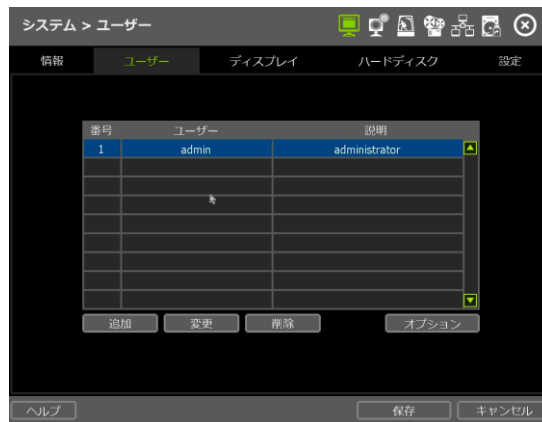 システム > ユーザー
情報 ユーザー ディスプレイ ハードディスク 設定
番号 ユーザー 説明
1 admin administrator
追加 変更 削除 オプション
ヘルプ 保存 キャンセル